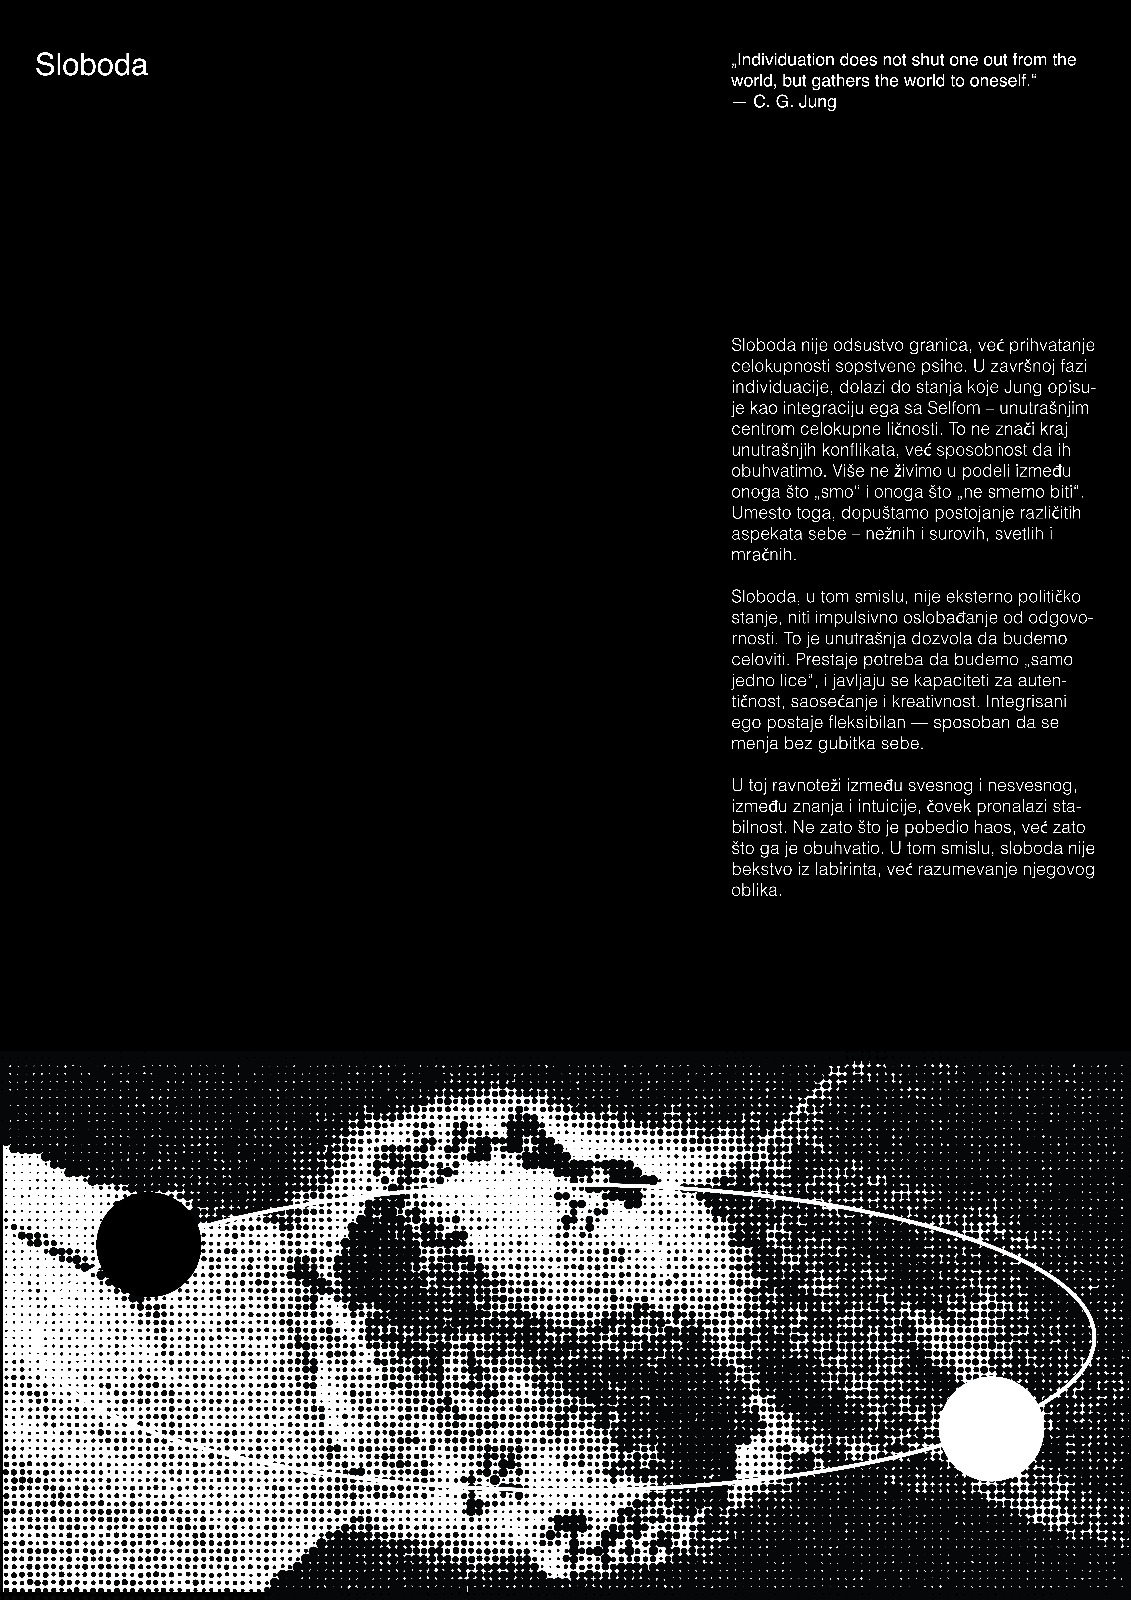 Sloboda
„Individuation does not shut one out from the
world, but gathers the world to oneself.“
— C. G. Jung
Sloboda nije odsustvo granica, već prihvatanje
celokupnosti sopstvene psihe. U završnoj fazi
individuacije, dolazi do stanja koje Jung opisu-
je kao integraciju ega sa Selfom – unutrašnjim
centrom celokupne ličnosti. To ne znači kraj
unutrašnjih konflikata, već sposobnost da ih
obuhvatimo. Više ne živimo u podeli između
onoga što „smo“ i onoga što „ne smemo biti“.
Umesto toga, dopuštamo postojanje različitih
aspekata sebe – nežnih i surovih, svetlih i
mračnih.
Sloboda, u tom smislu, nije eksterno političko
stanje, niti impulsivno oslobađanje od odgovo-
rnosti. To je unutrašnja dozvola da budemo
celoviti. Prestaje potreba da budemo „samo
jedno lice“, i javljaju se kapaciteti za auten-
tičnost, saosećanje i kreativnost. Integrisani
ego postaje fleksibilan — sposoban da se
menja bez gubitka sebe.
U toj ravnoteži između svesnog i nesvesnog,
između znanja i intuicije, čovek pronalazi sta-
bilnost. Ne zato što je pobedio haos, već zato
što ga je obuhvatio. U tom smislu, sloboda nije
bekstvo iz labirinta, već razumevanje njegovog
oblika.